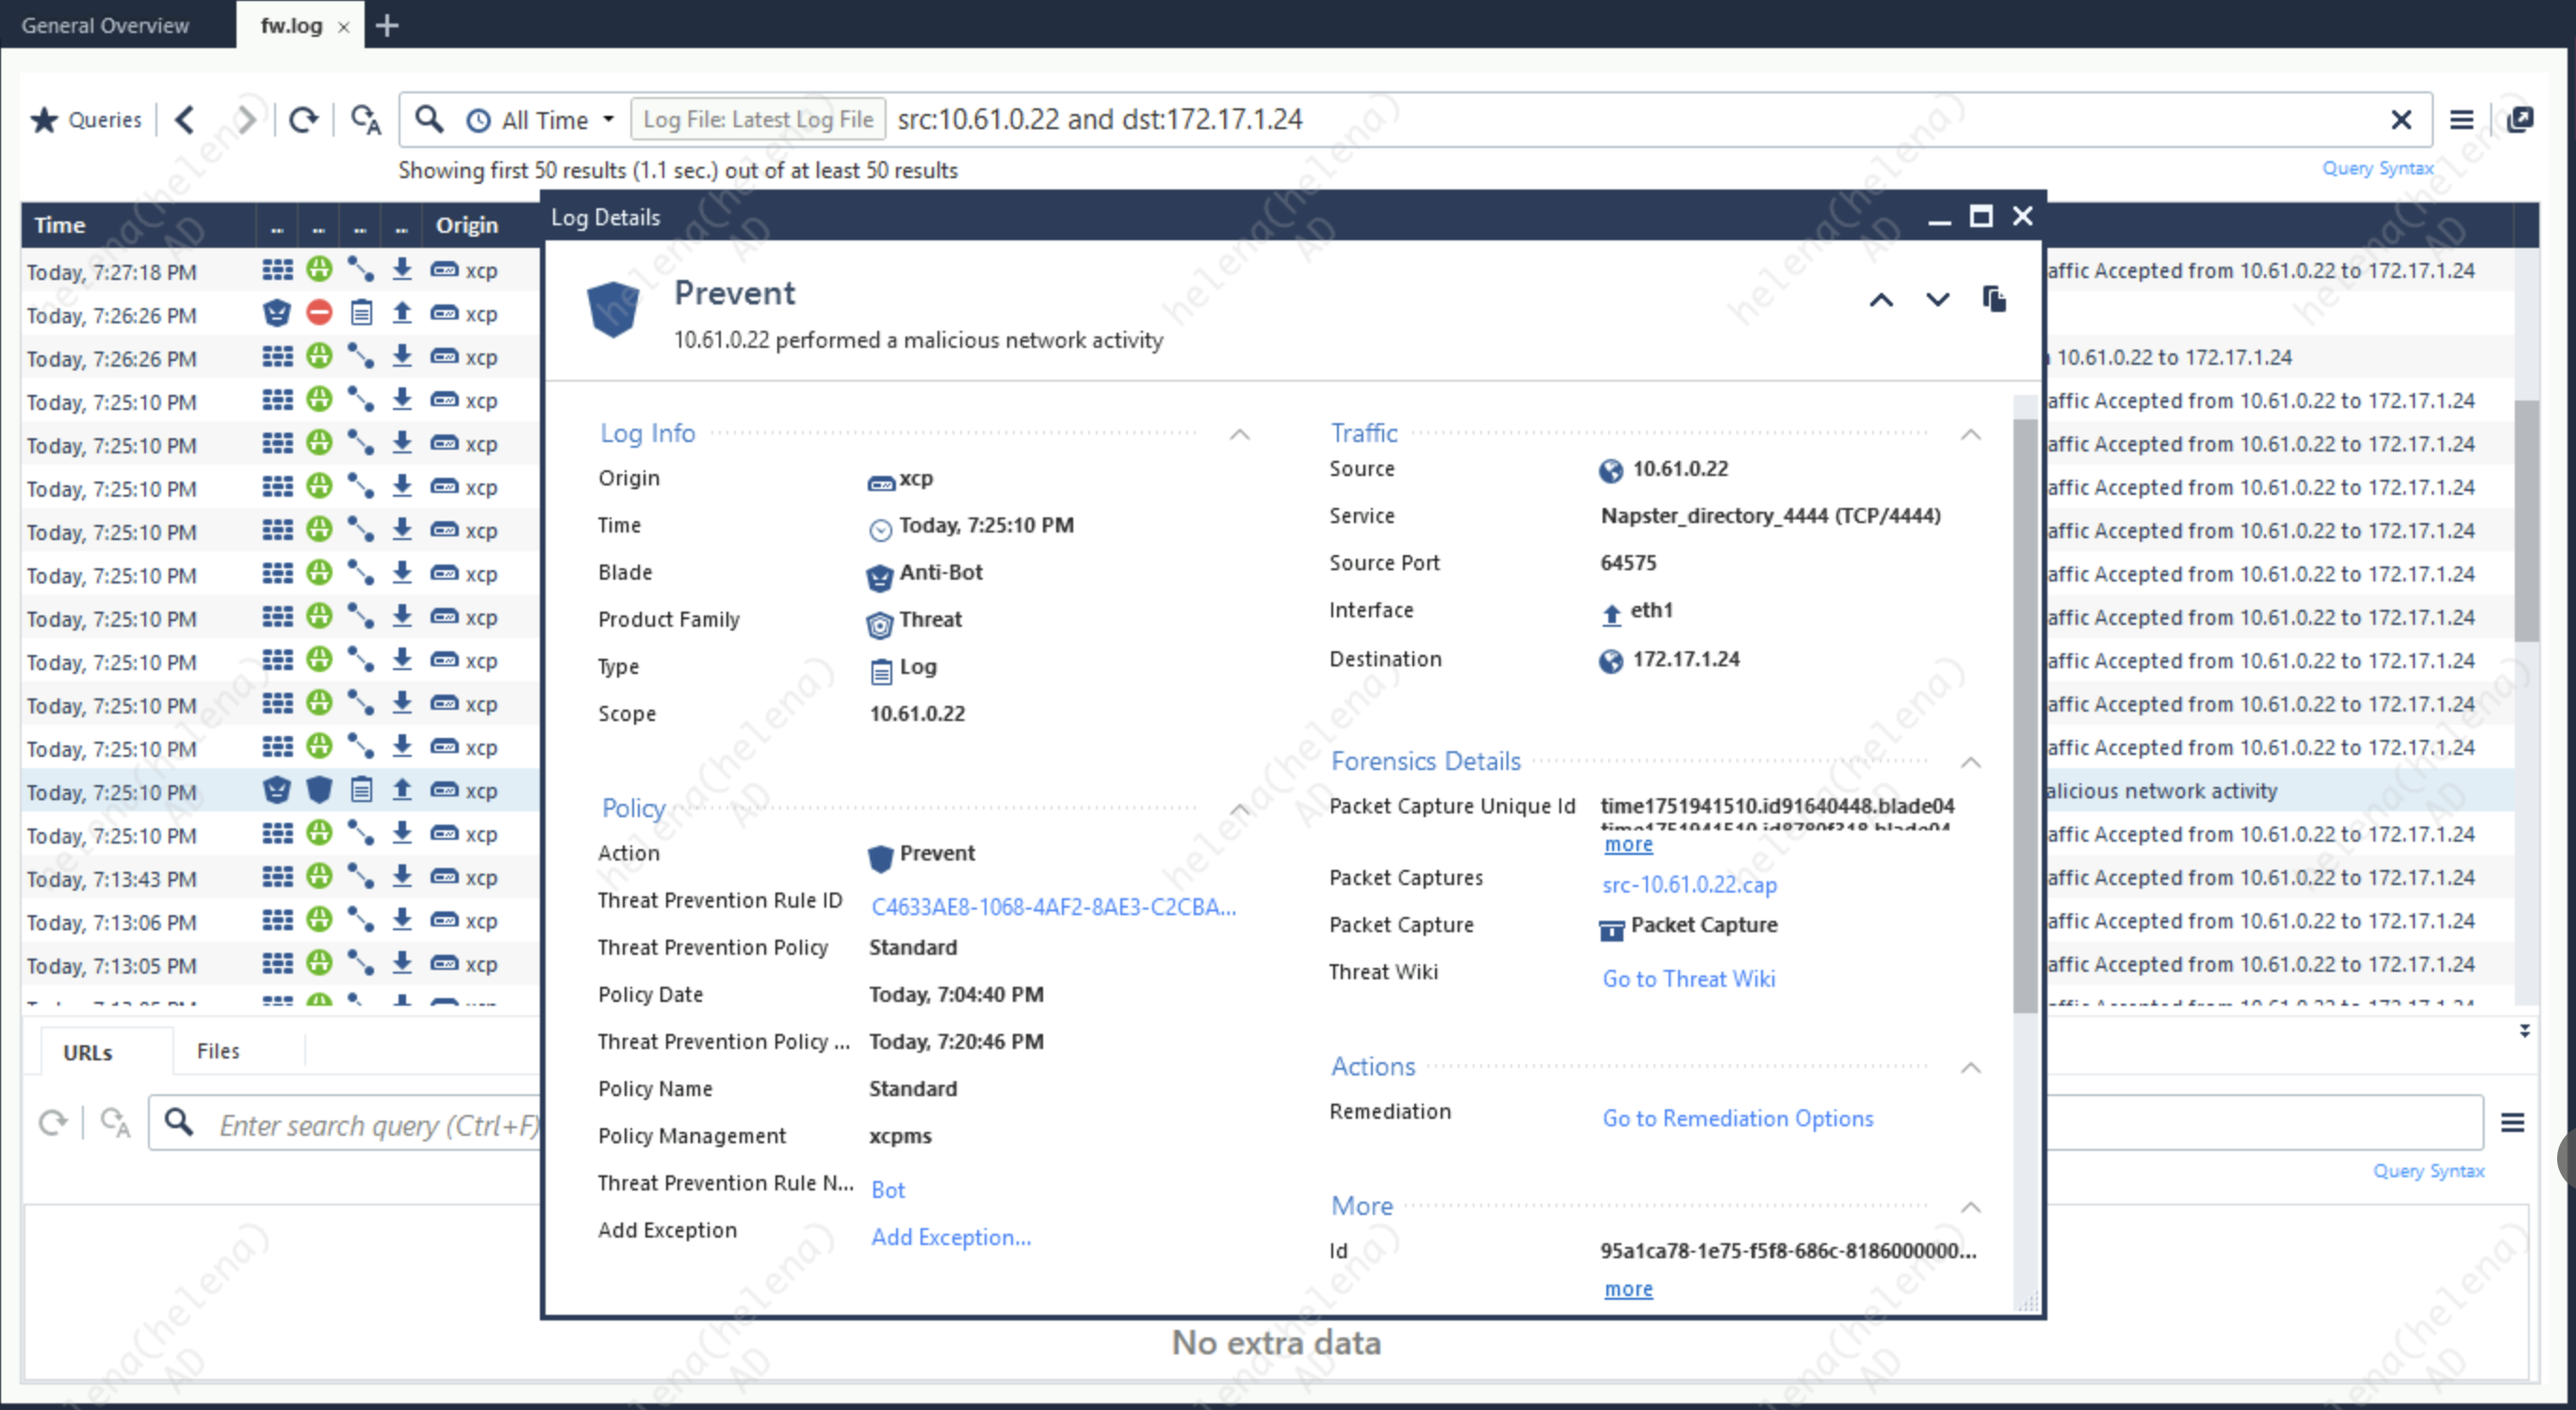 General Overview
fw.log
Queries
All Time
Log File: Latest Log File
src:10.61.0.22 and dst:172.17.1.24
Showing first 50 results (1.1 sec.) out of at least 50 results
Query Syntax
Time
..
..
..
..
Origin
Today, 7:27:18 PM xcp
Today, 7:26:26 PM xcp
Today, 7:26:26 PM xcp
Today, 7:25:10 PM xcp
Today, 7:25:10 PM xcp
Today, 7:25:10 PM xcp
Today, 7:25:10 PM xcp
Today, 7:25:10 PM xcp
Today, 7:25:10 PM xcp
Today, 7:25:10 PM xcp
Today, 7:25:10 PM xcp
Today, 7:25:10 PM xcp
Today, 7:25:10 PM xcp
Today, 7:25:10 PM xcp
Today, 7:13:43 PM xcp
Today, 7:13:06 PM xcp
Today, 7:13:05 PM xcp
Log Details
Prevent
10.61.0.22 performed a malicious network activity
Log Info
Origin xcp
Time Today, 7:25:10 PM
Blade Anti-Bot
Product Family Threat
Type Log
Scope 10.61.0.22
Policy
Action Prevent
Threat Prevention Rule ID C4633AE8-1068-4AF2-8AE3-C2CBA...
Threat Prevention Policy Standard
Policy Date Today, 7:04:40 PM
Threat Prevention Policy ... Today, 7:20:46 PM
Policy Name Standard
Policy Management xcpms
Threat Prevention Rule N... Bot
Add Exception Add Exception...
Traffic
Source 10.61.0.22
Service Napster_directory_4444 (TCP/4444)
Source Port 64575
Interface eth1
Destination 172.17.1.24
Forensics Details
Packet Capture Unique Id time1751941510.id91640448.blade04
more
Packet Captures src-10.61.0.22.cap
Packet Capture Packet Capture
Threat Wiki Go to Threat Wiki
Actions
Remediation Go to Remediation Options
More
Id 95a1ca78-1e75-f5f8-686c-8186000000...
more
affic Accepted from 10.61.0.22 to 172.17.1.24
10.61.0.22 to 172.17.1.24
affic Accepted from 10.61.0.22 to 172.17.1.24
affic Accepted from 10.61.0.22 to 172.17.1.24
affic Accepted from 10.61.0.22 to 172.17.1.24
affic Accepted from 10.61.0.22 to 172.17.1.24
affic Accepted from 10.61.0.22 to 172.17.1.24
affic Accepted from 10.61.0.22 to 172.17.1.24
affic Accepted from 10.61.0.22 to 172.17.1.24
affic Accepted from 10.61.0.22 to 172.17.1.24
affic Accepted from 10.61.0.22 to 172.17.1.24
alicious network activity
affic Accepted from 10.61.0.22 to 172.17.1.24
affic Accepted from 10.61.0.22 to 172.17.1.24
affic Accepted from 10.61.0.22 to 172.17.1.24
affic Accepted from 10.61.0.22 to 172.17.1.24
URLs
Files
Enter search query (Ctrl+F)
Query Syntax
No extra data
helena(helena)
AD